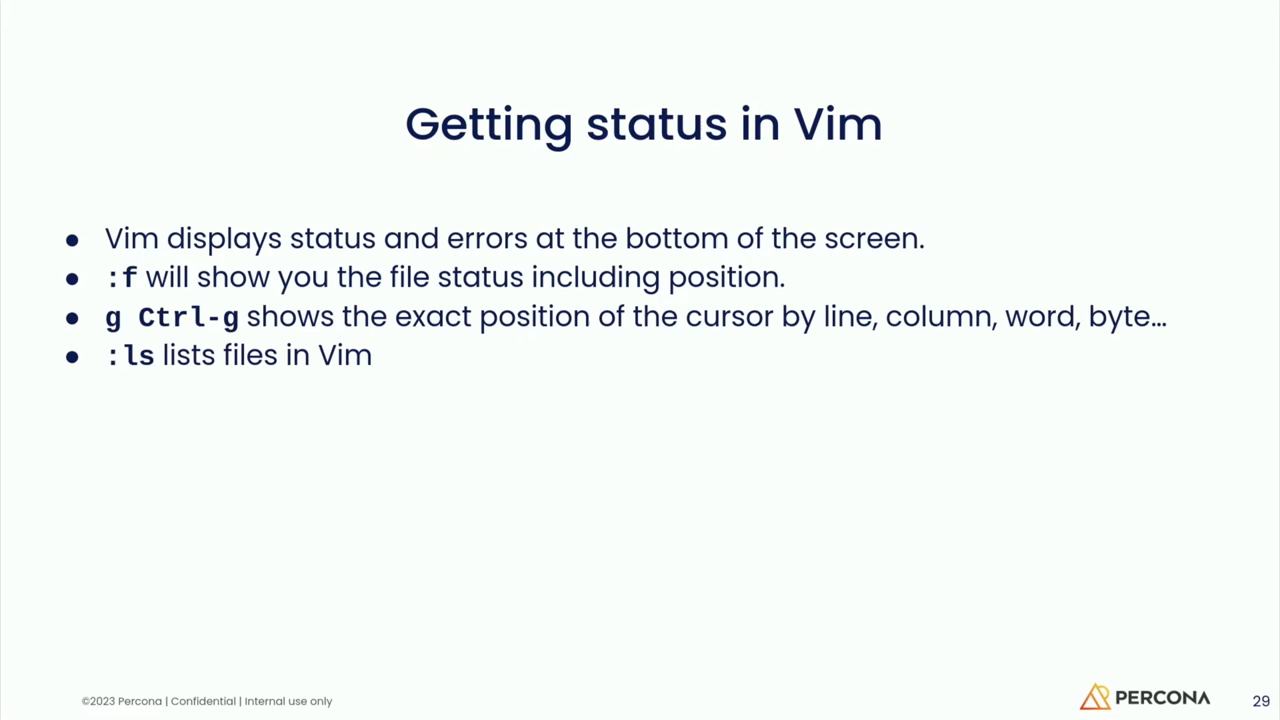 Getting status in Vim
● Vim displays status and errors at the bottom of the screen.
● :f will show you the file status including position.
● g Ctrl-g shows the exact position of the cursor by line, column, word, byte…
● :ls lists files in Vim
©2023 Percona | Confidential | Internal use only
PERCONA
29